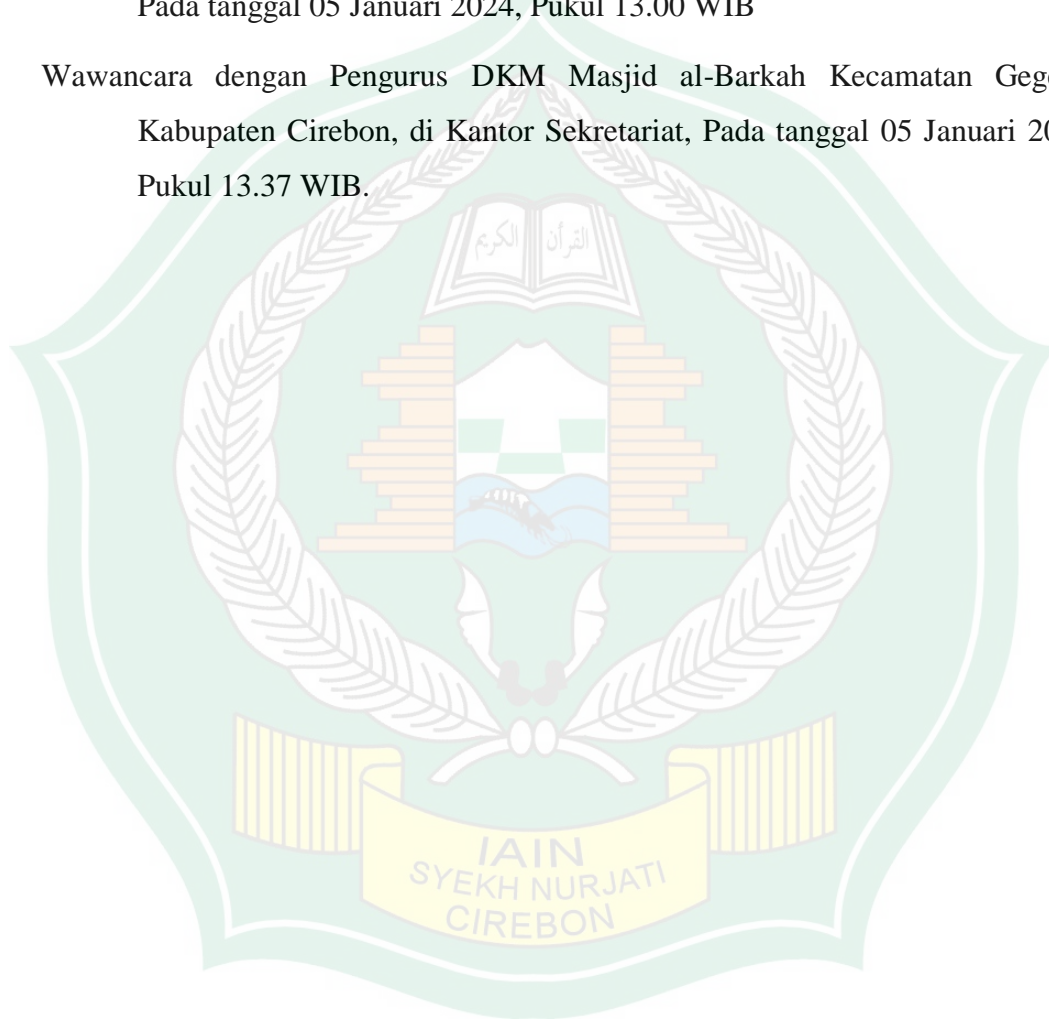 Pada tanggal 05 Januari 2024, Pukul 13.00 WIB
Wawancara dengan Pengurus DKM Masjid al-Barkah Kecamatan
Kabupaten Cirebon, di Kantor Sekretariat, Pada tanggal 05 Januari
Pukul 13.37 WIB.
القرآن الكريم
IAIN
SYEKH NURJATI
CIREBON